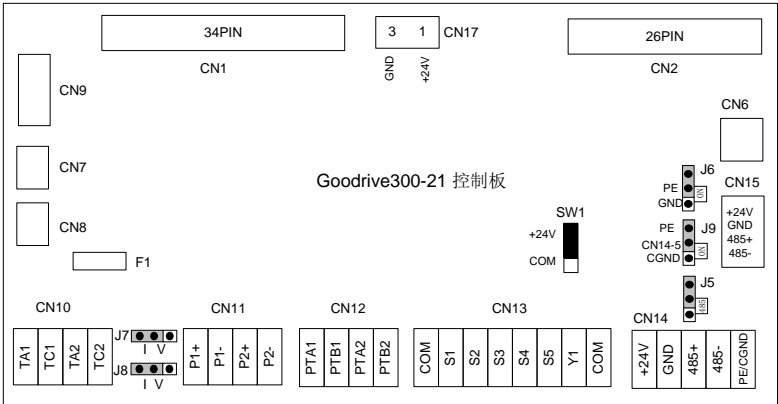 34PIN
3 1
CN17
26PIN
CN1
GND
+24V
CN2
CN9
CN6
CN7
Goodrive300-21 控制板
J6
PE
ON
GND
CN15
CN8
SW1
+24V
COM
PE
J9
CN14-5
ON
CGND
+24V
GND
485+
485-
F1
J5
485
CN10
CN11
CN12
CN13
CN14
TA1
TC1
TA2
TC2
J7
I V
J8
I V
P1+
P1-
P2+
P2-
PTA1
PTB1
PTA2
PTB2
COM
S1
S2
S3
S4
S5
Y1
COM
+24V
GND
485+
485-
PE/CGND